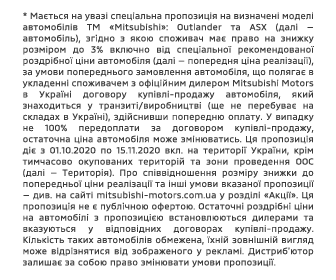 * Мається на увазі спеціальна пропозиція на визначені моделі
автомобілів ТМ «Mitsubishi»: Outlander та ASX (далі —
автомобіль), згідно з якою споживач має право на знижку
розміром до 3% включно від спеціальної рекомендованої
роздрібної ціни автомобіля (далі — попередня ціна реалізації),
за умови попереднього замовлення автомобіля, що полягає в
укладенні споживачем з офіційним дилером Mitsubishi Motors
в Україні договору купівлі-продажу автомобіля, який
знаходиться у транзиті/виробництві (ще не перебуває на
складах в Україні), здійснивши попередню оплату. У випадку
не 100% передоплати за договором купівлі-продажу,
остаточна ціна автомобіля може змінюватись. Ця пропозиція
діє з 01.10.2020 по 15.11.2020 вкл. на території України, крім
тимчасово окупованих територій та зони проведення ООС
(далі — Територія). Про співвідношення розміру знижки до
попередньої ціни реалізації та інші умови вказаної пропозиції
— див. на сайті mitsubishi-motors.com.ua у розділі «Акції». Ця
пропозиція не є публічною офертою. Остаточні роздрібні ціни
на автомобілі з пропозицією встановлюються дилерами та
вказуються у відповідних договорах купівлі-продажу.
Кількість таких автомобілів обмежена, їхній зовнішній вигляд
може відрізнятися від зображеного у рекламі. Дистриб'ютор
залишає за собою право змінювати умови пропозиції.